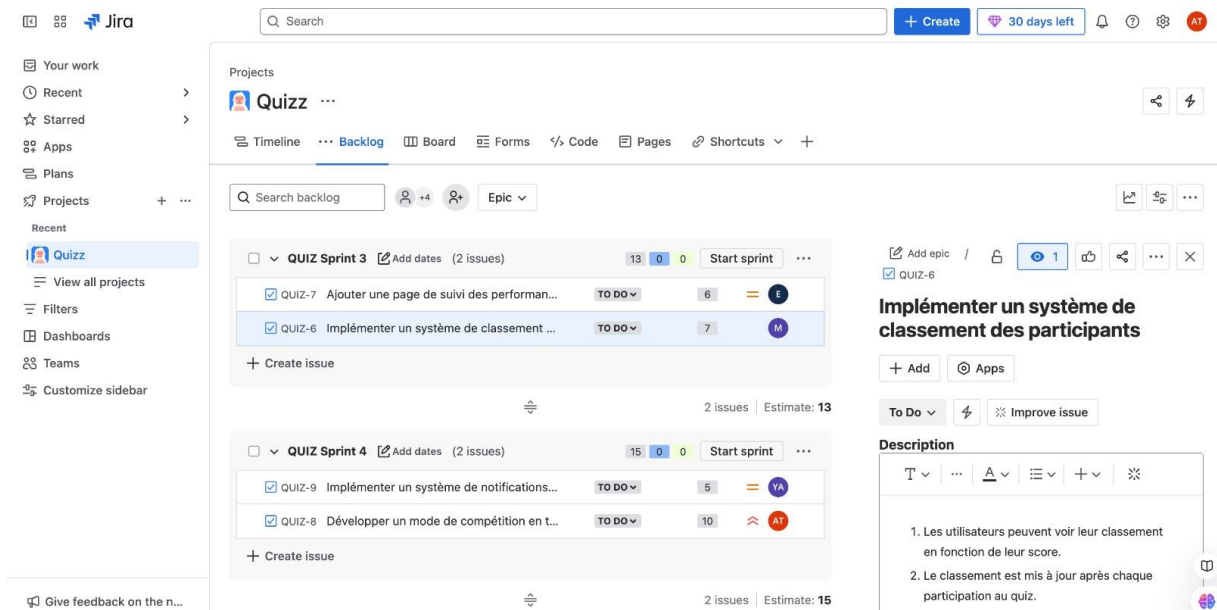 Jira
Search
+ Create
30 days left
AT
Your work
Recent
Starred
Apps
Plans
Projects
Recent
Quizz
View all projects
Filters
Dashboards
Teams
Customize sidebar
Give feedback on the n...
Projects
Quizz ...
Timeline ... Backlog Board Forms Code Pages Shortcuts
Search backlog +4 Epic
QUIZ Sprint 3 Add dates (2 issues) 13 0 0 Start sprint ...
QUIZ-7 Ajouter une page de suivi des performan... TO DO 6 E
QUIZ-6 Implémenter un système de classement ... TO DO 7 M
+ Create issue
2 issues Estimate: 13
QUIZ Sprint 4 Add dates (2 issues) 15 0 0 Start sprint ...
QUIZ-9 Implémenter un système de notifications... TO DO 5 YA
QUIZ-8 Développer un mode de compétition en t... TO DO 10 AT
+ Create issue
2 issues Estimate: 15
Add epic / 1
QUIZ-6
Implémenter un système de
classement des participants
+ Add Apps
To Do Improve issue
Description
T ... A
1. Les utilisateurs peuvent voir leur classement
en fonction de leur score.
2. Le classement est mis à jour après chaque
participation au quiz.